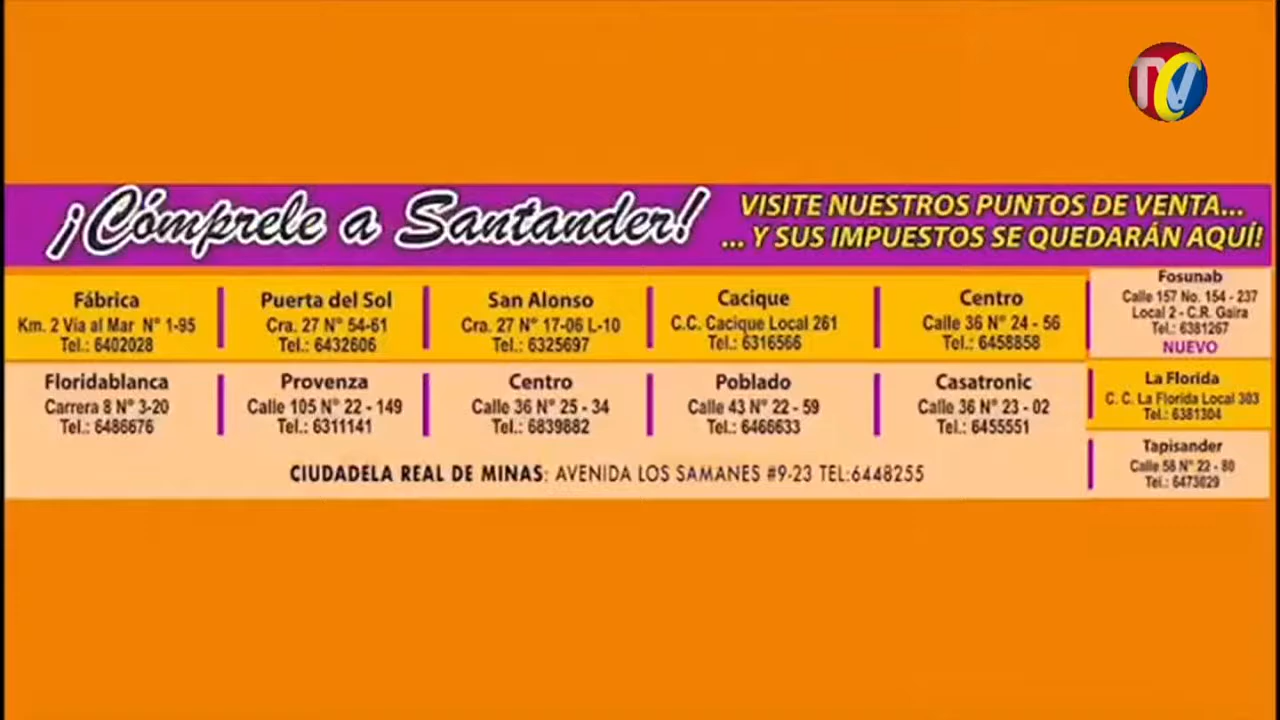 TVC
¡Cómprele a Santander!
VISITE NUESTROS PUNTOS DE VENTA...
... Y SUS IMPUESTOS SE QUEDARÁN AQUÍ!
Fábrica
Km. 2 Via al Mar N° 1-95
Tel.: 6402028
Puerta del Sol
Cra. 27 N° 54-61
Tel.: 6432606
San Alonso
Cra. 27 N° 17-06 L-10
Tel.: 6325697
Cacique
C.C. Cacique Local 261
Tel.: 6316566
Centro
Calle 36 N° 24 - 56
Tel.: 6458858
Fosunab
Calle 157 No. 154 - 237
Local 2 - C.R. Gaira
Tel.: 6381267
NUEVO
Floridablanca
Carrera 8 N° 3-20
Tel.: 6486676
Provenza
Calle 105 N° 22 - 149
Tel.: 6311141
Centro
Calle 36 N° 25 - 34
Tel.: 6839882
Poblado
Calle 43 N° 22 - 59
Tel.: 6466633
Casatronic
Calle 36 N° 23 - 02
Tel.: 6455551
La Florida
C. C. La Florida Local 303
Tel.: 6381304
Tapisander
Calle 56 N° 22 - 80
Tel.: 6473629
CIUDADELA REAL DE MINAS: AVENIDA LOS SAMANES #9-23 TEL:6448255